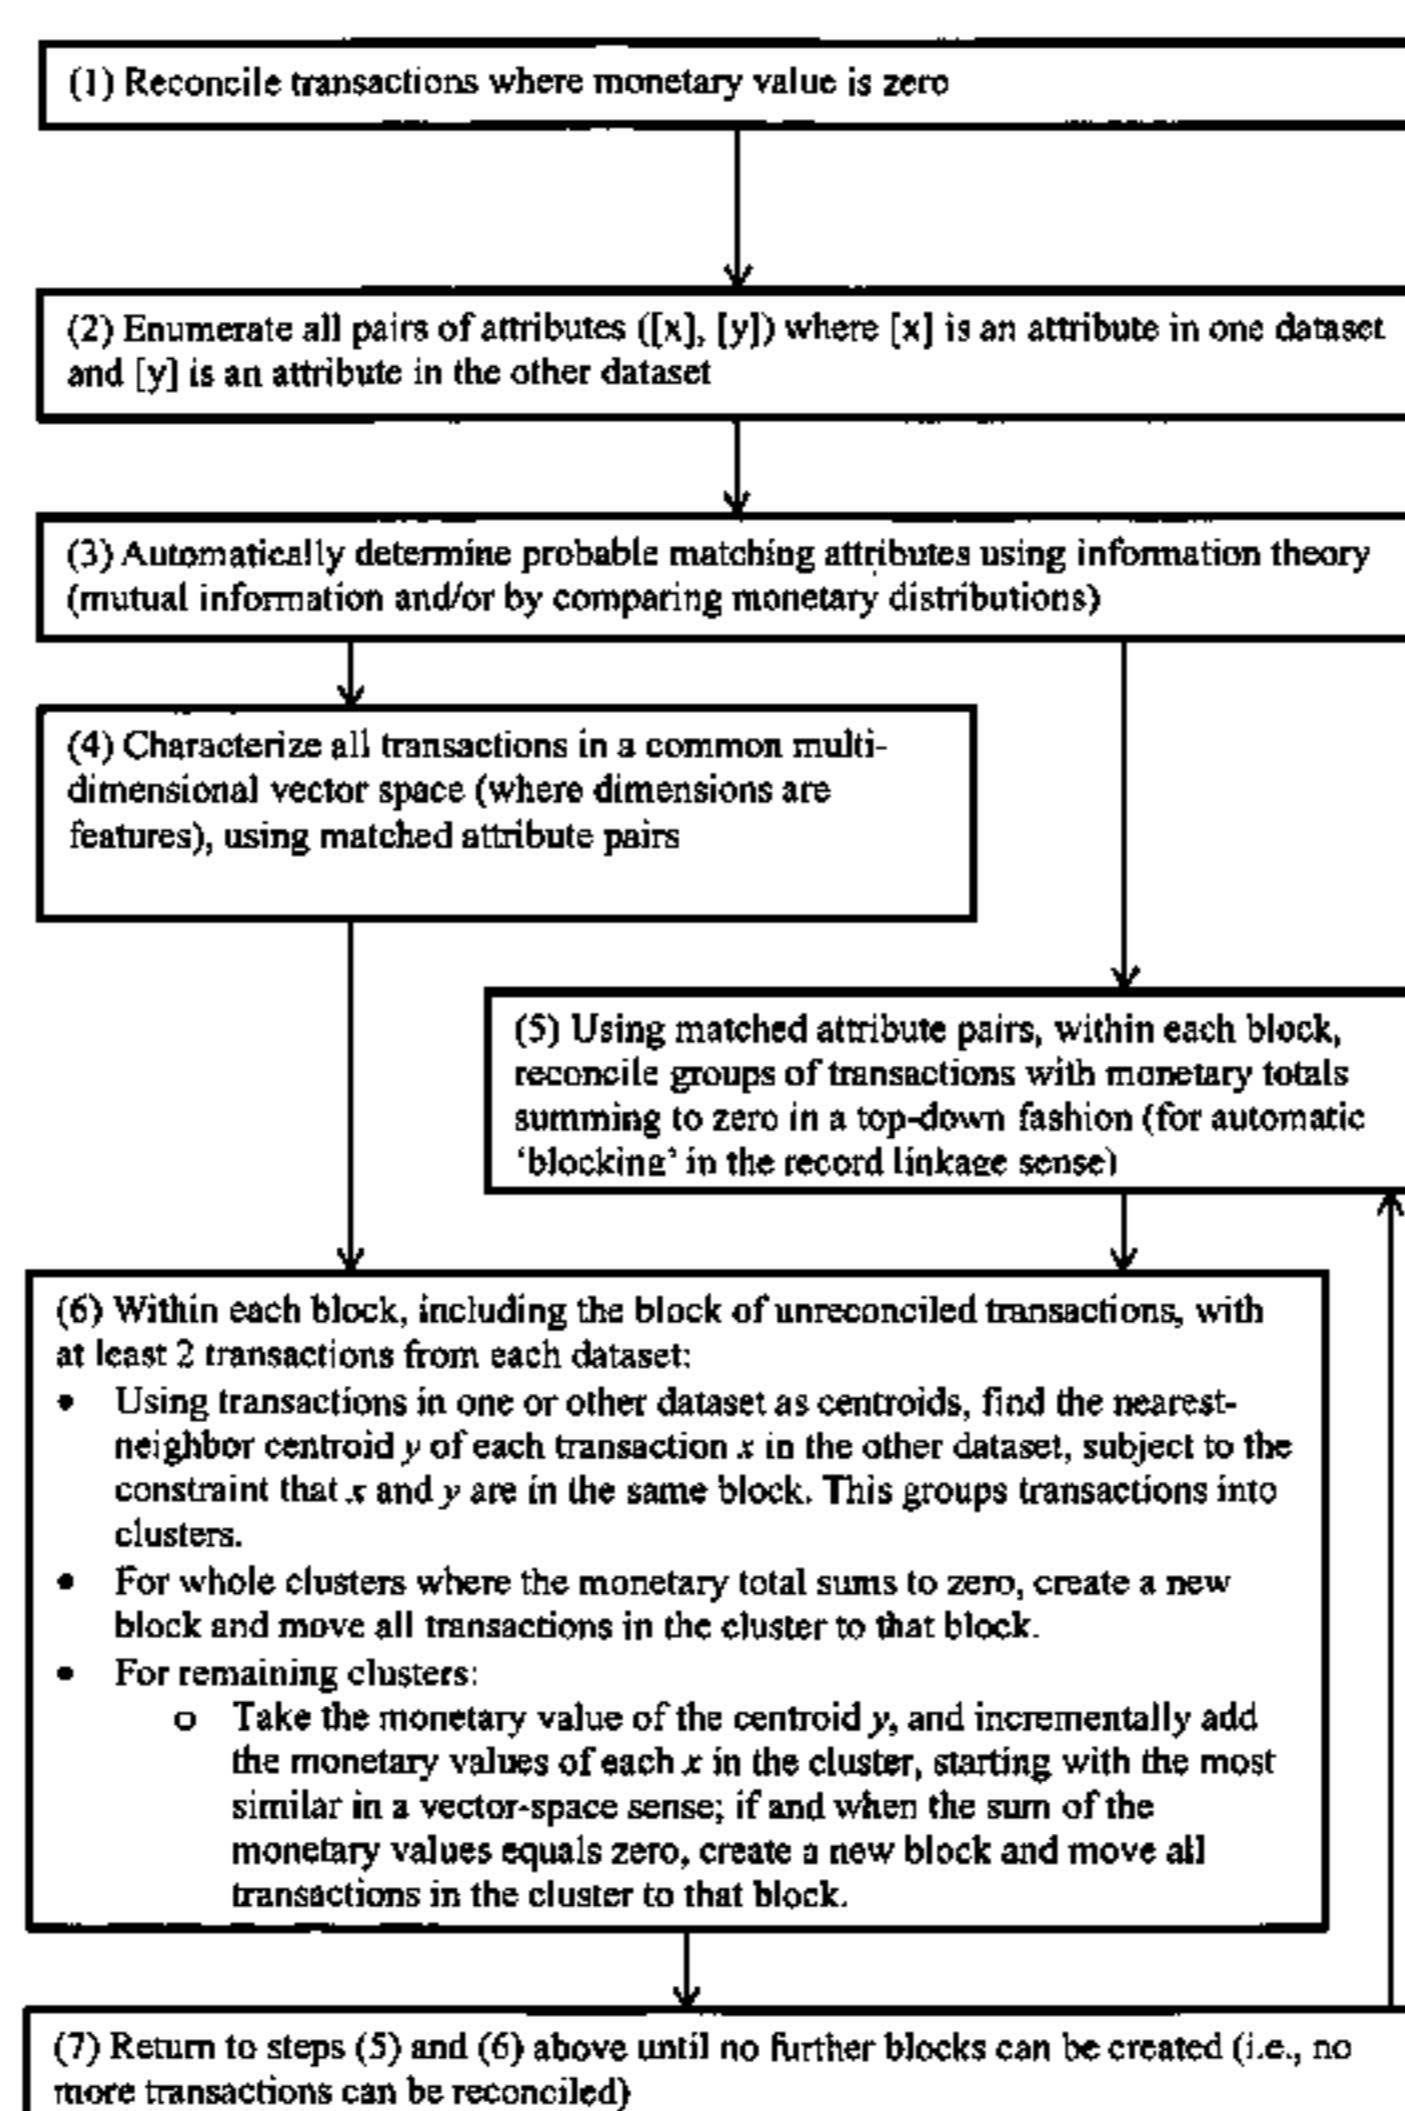 (1) Reconcile transactions where monetary value is zero
(2) Enumerate all pairs of attributes ([x], [y]) where [x] is an attribute in one dataset
and [y] is an attribute in the other dataset
(3) Automatically determine probable matching attributes using information theory
(mutual information and/or by comparing monetary distributions)
(4) Characterize all transactions in a common multi-
dimensional vector space (where dimensions are
features), using matched attribute pairs
(5) Using matched attribute pairs, within each block,
reconcile groups of transactions with monetary totals
summing to zero in a top-down fashion (for automatic
‘blocking’ in the record linkage sense)
(6) Within each block, including the block of unreconciled transactions, with
at least 2 transactions from each dataset:
• Using transactions in one or other dataset as centroids, find the nearest-
neighbor centroid y of each transaction x in the other dataset, subject to the
constraint that x and y are in the same block. This groups transactions into
clusters.
• For whole clusters where the monetary total sums to zero, create a new
block and move all transactions in the cluster to that block.
• For remaining clusters:
o Take the monetary value of the centroid y, and incrementally add
the monetary values of each x in the cluster, starting with the most
similar in a vector-space sense; if and when the sum of the
monetary values equals zero, create a new block and move all
transactions in the cluster to that block.
(7) Return to steps (5) and (6) above until no further blocks can be created (i.e., no
more transactions can be reconciled)